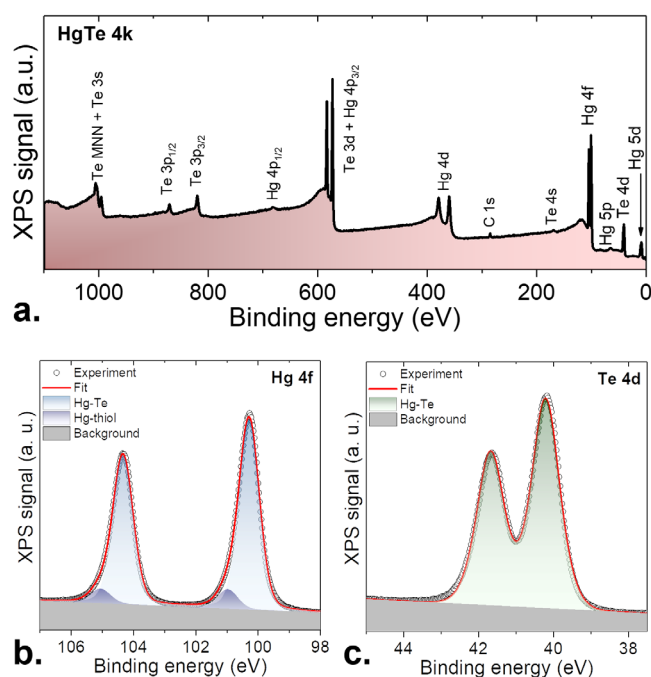 HgTe 4k
XPS signal (a.u.)
Te MNN + Te 3s
Te 3p1/2
Te 3p3/2
Hg 4p1/2
Te 3d + Hg 4p3/2
Hg 4d
C 1s
Te 4s
Hg 4f
Hg 5p
Te 4d
Hg 5d
1000 800 600 400 200 0
a.
Binding energy (eV)
Experiment
Fit
Hg-Te
Hg-thiol
Background
Hg 4f
XPS signal (a. u.)
106 104 102 100 98
b.
Binding energy (eV)
Experiment
Fit
Hg-Te
Background
Te 4d
XPS signal (a. u.)
44 42 40 38
c.
Binding energy (eV)